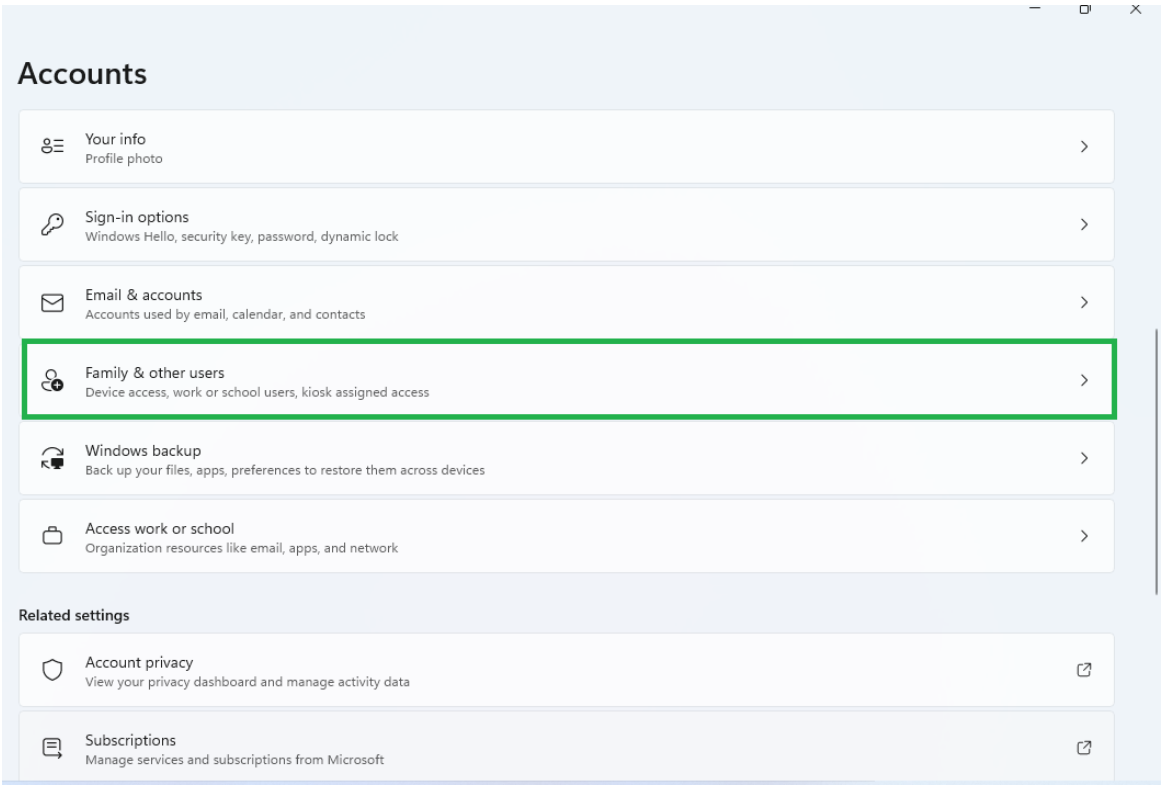 Accounts
Your info
Profile photo
Sign-in options
Windows Hello, security key, password, dynamic lock
Email & accounts
Accounts used by email, calendar, and contacts
Family & other users
Device access, work or school users, kiosk assigned access
Windows backup
Back up your files, apps, preferences to restore them across devices
Access work or school
Organization resources like email, apps, and network
Related settings
Account privacy
View your privacy dashboard and manage activity data
Subscriptions
Manage services and subscriptions from Microsoft